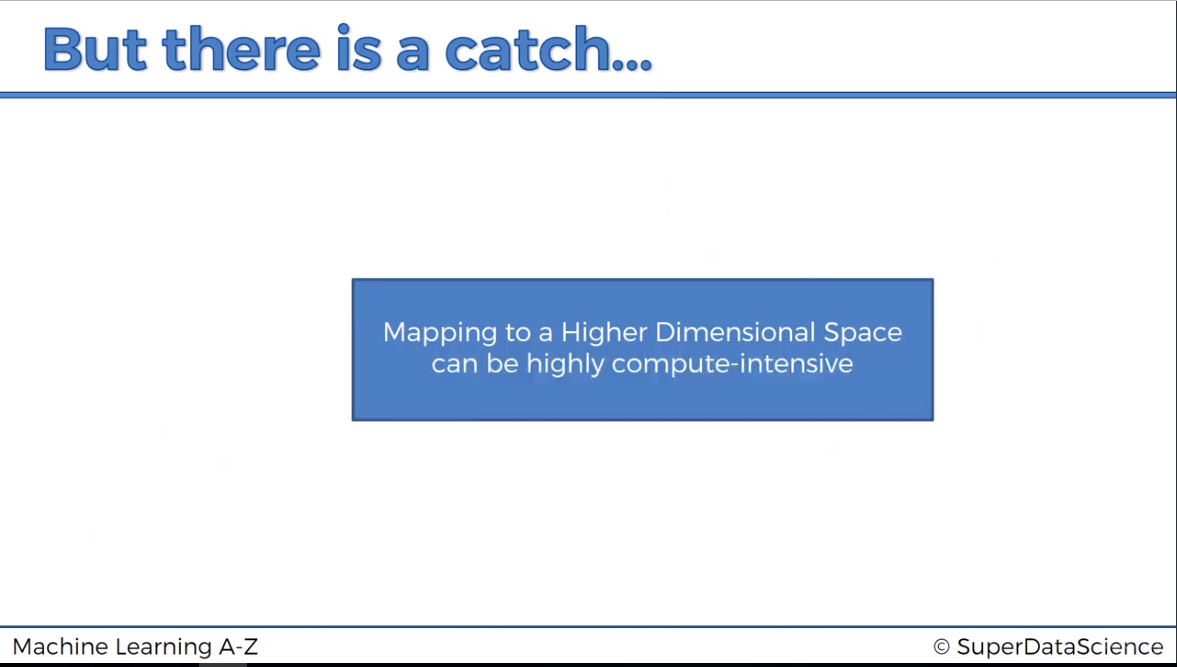 But there is a catch...
Mapping to a Higher Dimensional Space
can be highly compute-intensive
Machine Learning A-Z
© SuperDataScience